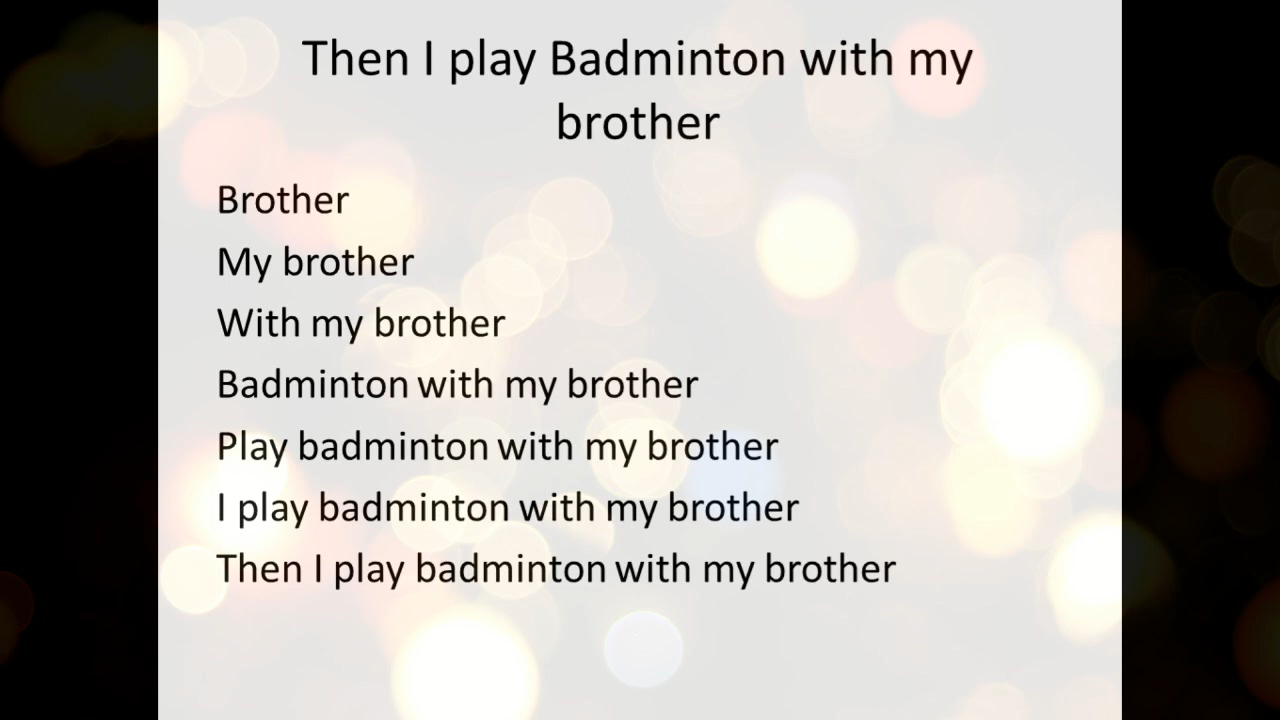 Then I play Badminton with my
brother
Brother
My brother
With my brother
Badminton with my brother
Play badminton with my brother
I play badminton with my brother
Then I play badminton with my brother